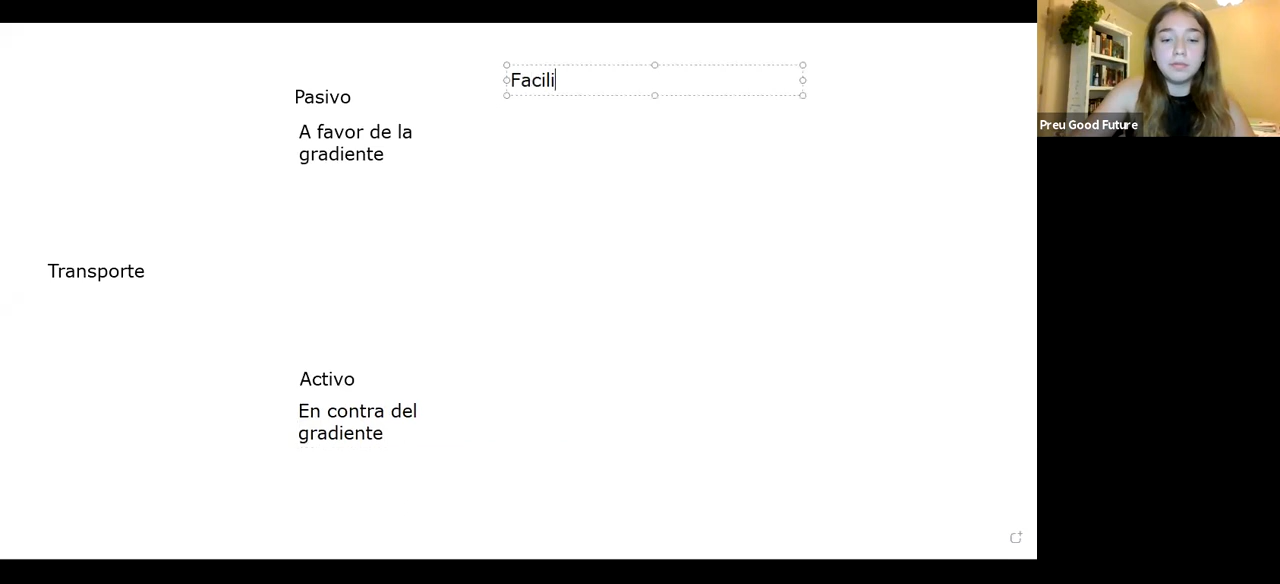 Facili
Pasivo
A favor de la
gradiente
Transporte
Activo
En contra del
gradiente
Preu Good Future